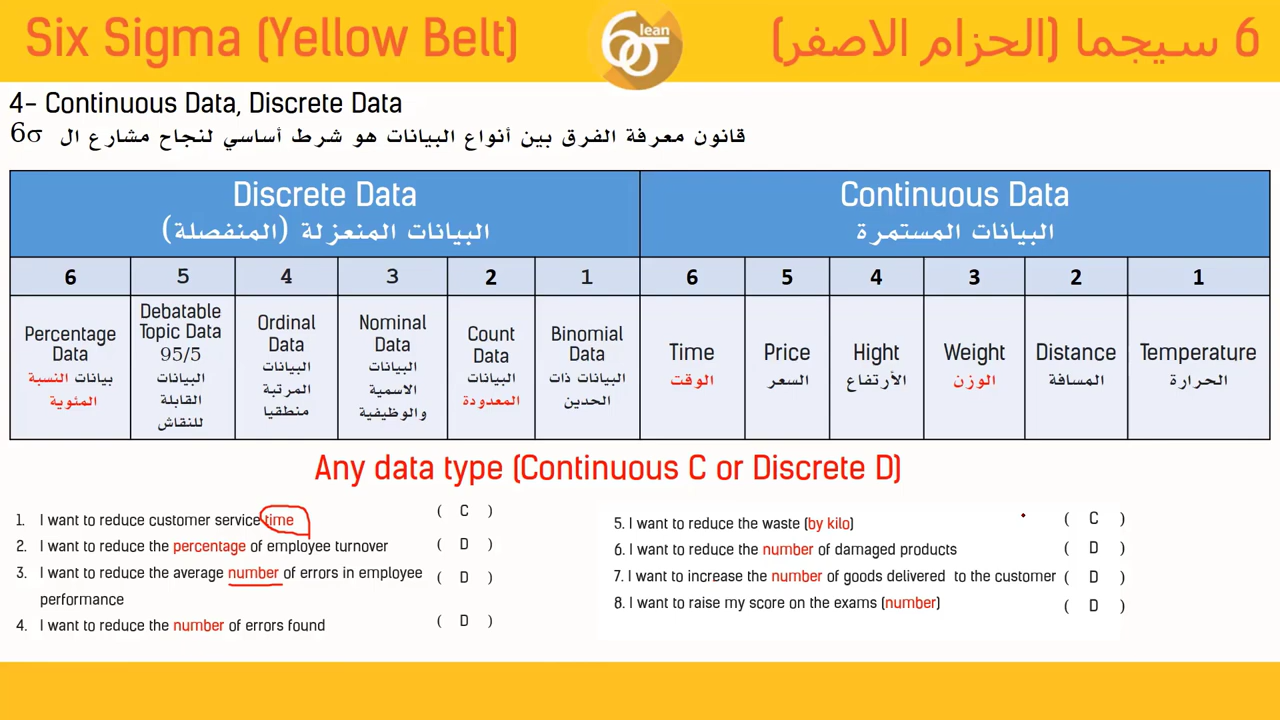 Six Sigma (Yellow Belt)
lean
6σ
6 سيجما (الحزام الاصفر)
4- Continuous Data, Discrete Data
قانون معرفة الفرق بين أنواع البيانات هو شرط أساسي لنجاح مشارع ال 6σ
Discrete Data
البيانات المنعزلة (المنفصلة)
Continuous Data
البيانات المستمرة
6 5 4 3 2 1 6 5 4 3 2 1
Percentage
Data
بيانات النسبة
المئوية
Debatable
Topic Data
95/5
البيانات
القابلة
للنقاش
Ordinal
Data
البيانات
المرتبة
منطقيا
Nominal
Data
البيانات
الاسمية
والوظيفية
Count
Data
البيانات
المعدودة
Binomial
Data
البيانات ذات
الحدين
Time
الوقت
Price
السعر
Hight
الأرتفاع
Weight
الوزن
Distance
المسافة
Temperature
الحرارة
Any data type (Continuous C or Discrete D)
1. I want to reduce customer service time ( C )
2. I want to reduce the percentage of employee turnover ( D )
3. I want to reduce the average number of errors in employee ( D )
performance
4. I want to reduce the number of errors found ( D )
5. I want to reduce the waste (by kilo) ( C )
6. I want to reduce the number of damaged products ( D )
7. I want to increase the number of goods delivered to the customer ( D )
8. I want to raise my score on the exams (number) ( D )